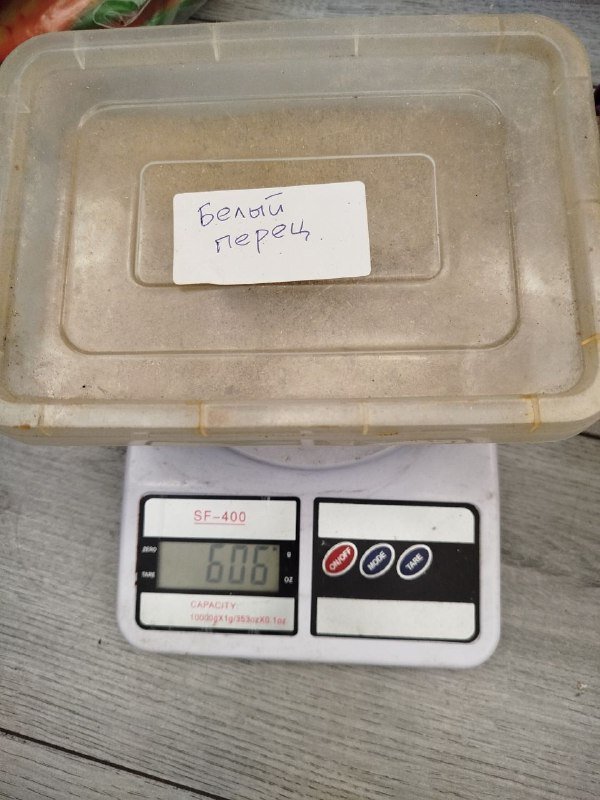 Белый
перец
SF-400
ZERO
TARE
606
g
OZ
CAPACITY:
10000gX1g/353ozX0.1oz
ON/OFF
MODE
TARE